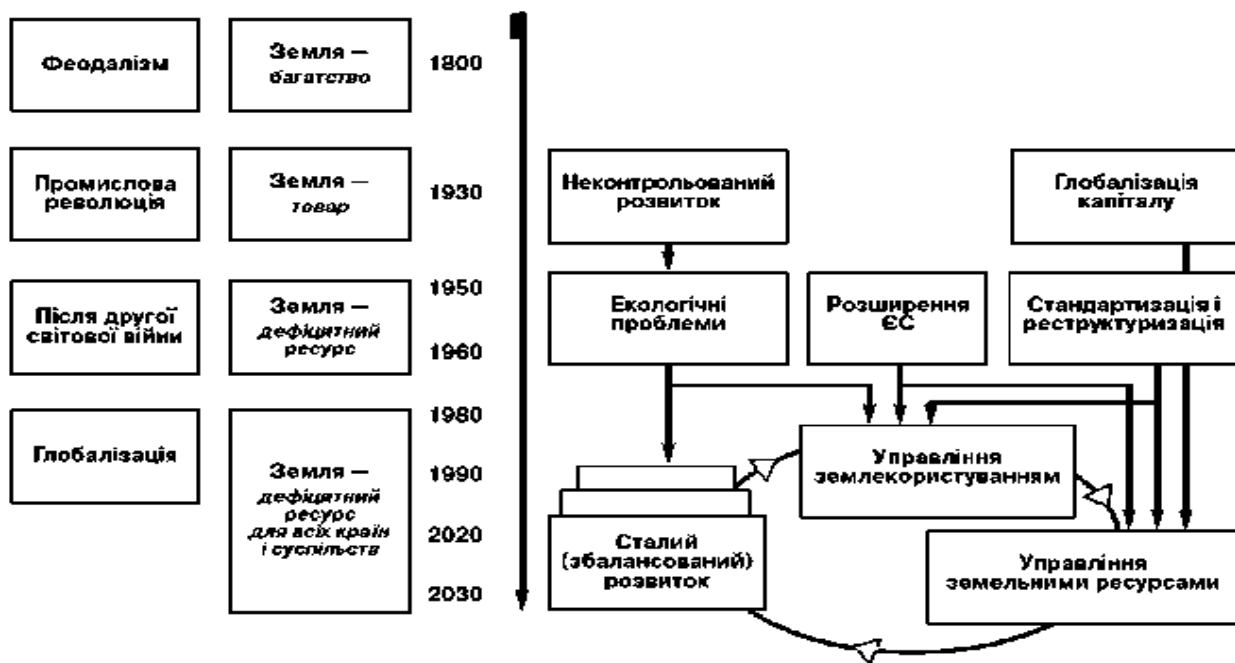 Феодалізм
Земля —
багатство
1800
Промислова
революція
Земля —
товар
1930
Неконтрольований
розвиток
Глобалізація
капіталу
Після другої
світової війни
Земля —
дефіцитний
ресурс
1950
1960
Екологічні
проблеми
Розширення
ЄС
Стандартизація і
реструктуризація
Глобалізація
Земля —
дефіцитний
ресурс
для всіх країн
і суспільств
1980
1990
2020
2030
Управління
землекористуванням
Сталий
(збалансований)
розвиток
Управління
земельними ресурсами